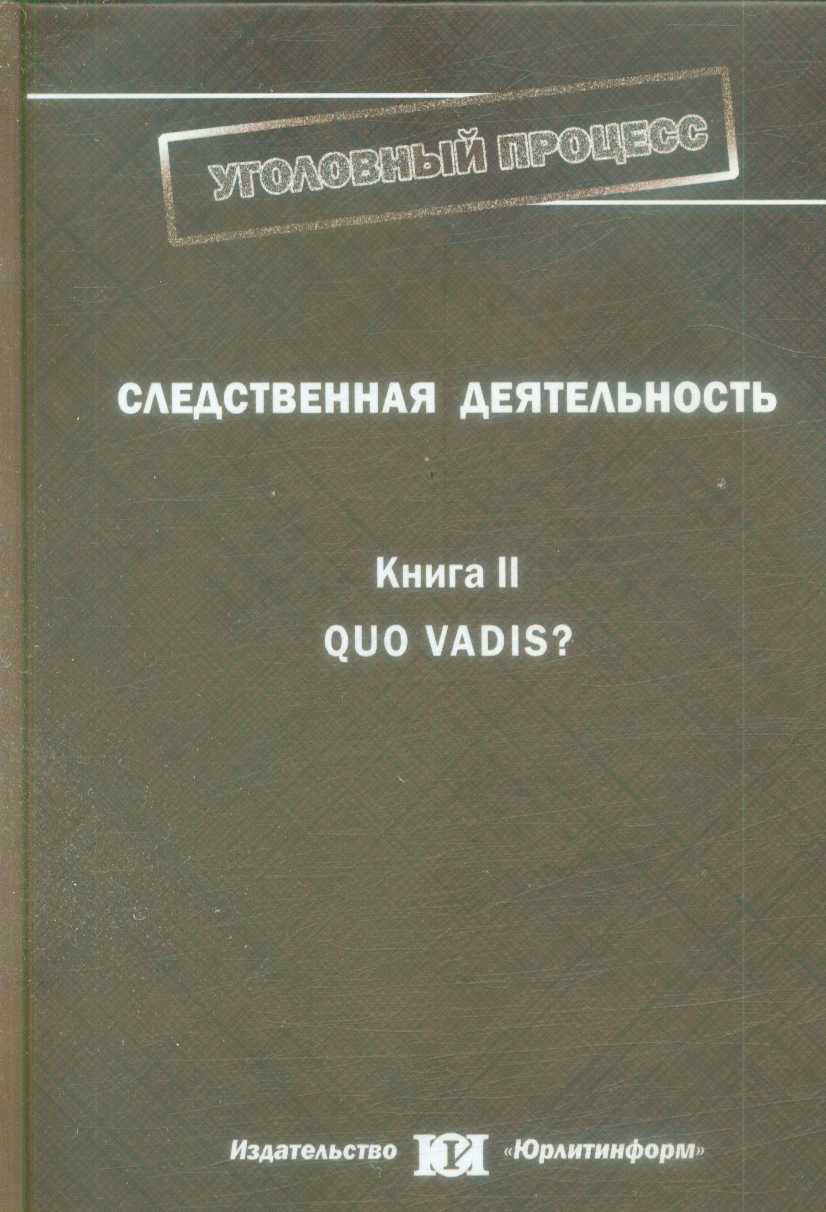 УГОЛОВНЫЙ ПРОЦЕСС
СЛЕДСТВЕННАЯ ДЕЯТЕЛЬНОСТЬ
Книга II
QUO VADIS?
Издательство «Юрлитинформ»